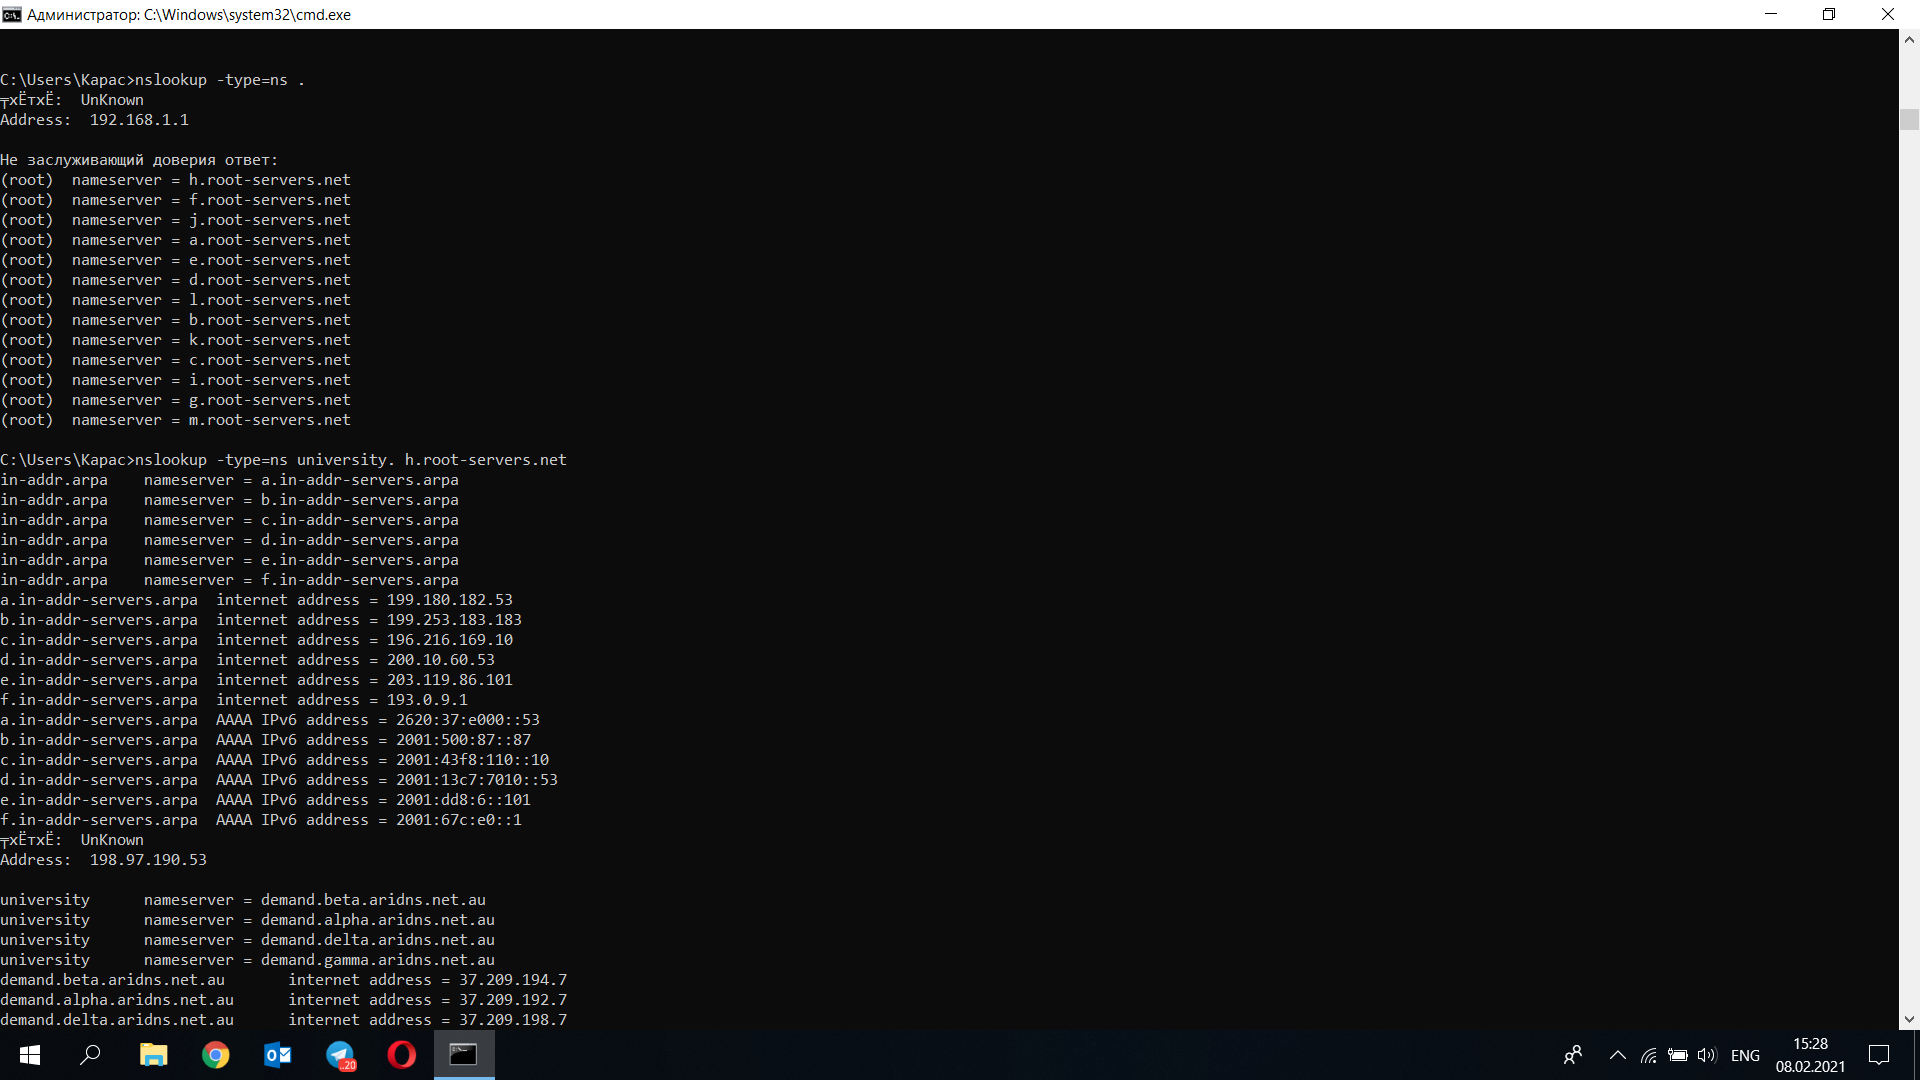 Администратор: C:\Windows\system32\cmd.exe
C:\Users\Карас>nslookup -type=ns .
╤хЁтхЁ:  UnKnown
Address:  192.168.1.1
Не заслуживающий доверия ответ:
(root)  nameserver = h.root-servers.net
(root)  nameserver = f.root-servers.net
(root)  nameserver = j.root-servers.net
(root)  nameserver = a.root-servers.net
(root)  nameserver = e.root-servers.net
(root)  nameserver = d.root-servers.net
(root)  nameserver = l.root-servers.net
(root)  nameserver = b.root-servers.net
(root)  nameserver = k.root-servers.net
(root)  nameserver = c.root-servers.net
(root)  nameserver = i.root-servers.net
(root)  nameserver = g.root-servers.net
(root)  nameserver = m.root-servers.net
C:\Users\Карас>nslookup -type=ns university. h.root-servers.net
in-addr.arpa    nameserver = a.in-addr-servers.arpa
in-addr.arpa    nameserver = b.in-addr-servers.arpa
in-addr.arpa    nameserver = c.in-addr-servers.arpa
in-addr.arpa    nameserver = d.in-addr-servers.arpa
in-addr.arpa    nameserver = e.in-addr-servers.arpa
in-addr.arpa    nameserver = f.in-addr-servers.arpa
a.in-addr-servers.arpa  internet address = 199.180.182.53
b.in-addr-servers.arpa  internet address = 199.253.183.183
c.in-addr-servers.arpa  internet address = 196.216.169.10
d.in-addr-servers.arpa  internet address = 200.10.60.53
e.in-addr-servers.arpa  internet address = 203.119.86.101
f.in-addr-servers.arpa  internet address = 193.0.9.1
a.in-addr-servers.arpa  AAAA IPv6 address = 2620:37:e000::53
b.in-addr-servers.arpa  AAAA IPv6 address = 2001:500:87::87
c.in-addr-servers.arpa  AAAA IPv6 address = 2001:43f8:110::10
d.in-addr-servers.arpa  AAAA IPv6 address = 2001:13c7:7010::53
e.in-addr-servers.arpa  AAAA IPv6 address = 2001:dd8:6::101
f.in-addr-servers.arpa  AAAA IPv6 address = 2001:67c:e0::1
╤хЁтхЁ:  UnKnown
Address:  198.97.190.53
university      nameserver = demand.beta.aridns.net.au
university      nameserver = demand.alpha.aridns.net.au
university      nameserver = demand.delta.aridns.net.au
university      nameserver = demand.gamma.aridns.net.au
demand.beta.aridns.net.au       internet address = 37.209.194.7
demand.alpha.aridns.net.au      internet address = 37.209.192.7
demand.delta.aridns.net.au      internet address = 37.209.198.7
..20
ENG
15:28
08.02.2021